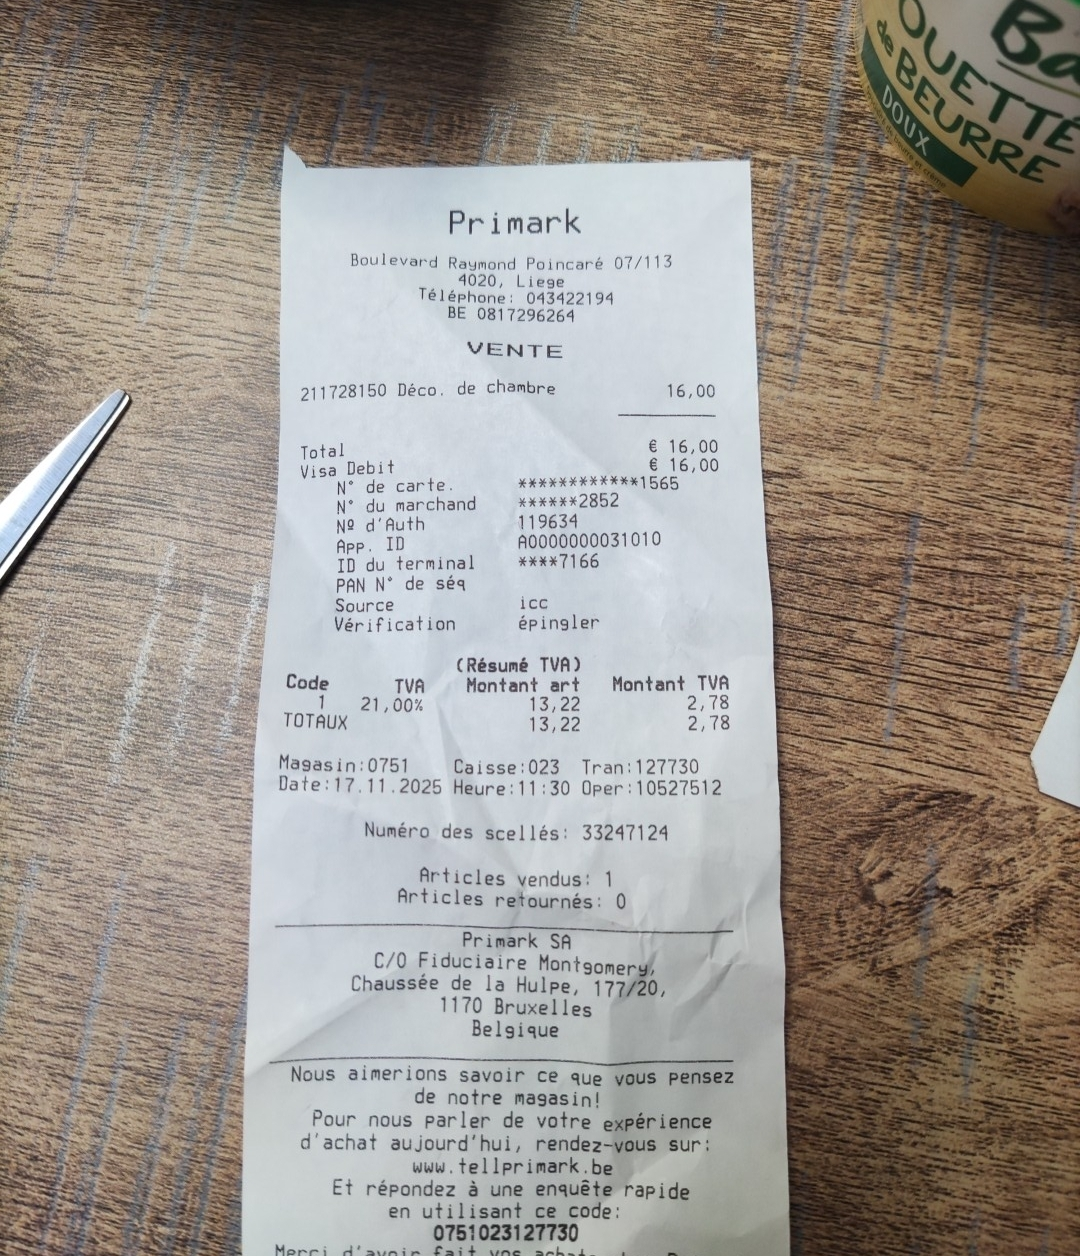 Ba
OUETTÉ
de BEURRE
DOUX
Primark
Boulevard Raymond Poincaré 07/113
4020, Liege
Téléphone: 043422194
BE 0817296264
VENTE
211728150 Déco. de chambre 16,00
Total € 16,00
Visa Debit € 16,00
N° de carte. ************1565
N° du marchand ******2852
Nº d'Auth 119634
App. ID A0000000031010
ID du terminal ****7166
PAN N° de séq
Source icc
Vérification épingler
(Résumé TVA)
Code TVA Montant art Montant TVA
1 21,00% 13,22 2,78
TOTAUX 13,22 2,78
Magasin:0751 Caisse:023 Tran:127730
Date:17.11.2025 Heure:11:30 Oper:10527512
Numéro des scellés: 33247124
Articles vendus: 1
Articles retournés: 0
Primark SA
C/O Fiduciaire Montgomery,
Chaussée de la Hulpe, 177/20,
1170 Bruxelles
Belgique
Nous aimerions savoir ce que vous pensez
de notre magasin!
Pour nous parler de votre expérience
d'achat aujourd'hui, rendez-vous sur:
www.tellprimark.be
Et répondez à une enquête rapide
en utilisant ce code:
0751023127730
Merci d'avoir fait vos